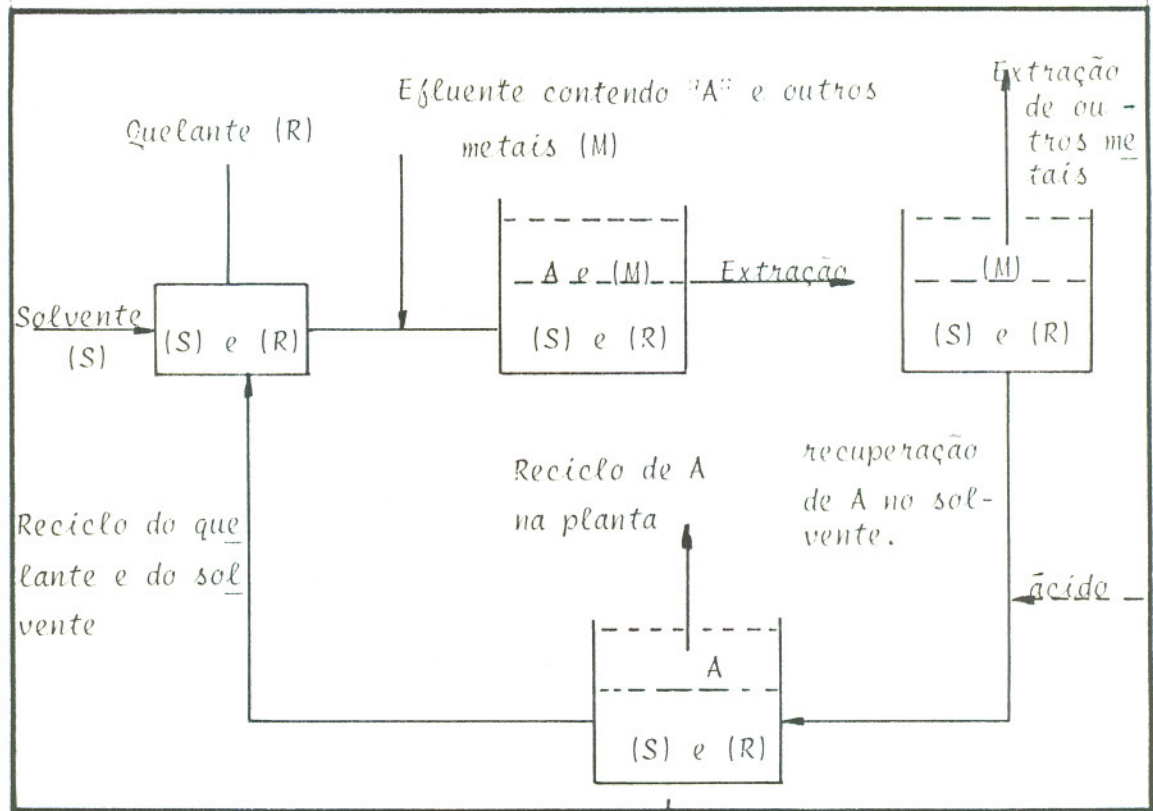 Efluente contendo "A" e outros
metais (M)
Quelante (R)
Extração
de ou -
tros me
tais
A e (M)
Extração
(M)
Solvente
(S)
(S) e (R)
(S) e (R)
(S) e (R)
recuperação
de A no sol-
vente.
Reciclo de A
na planta
Reciclo do que
lante e do sol
vente
ácido
A
(S) e (R)